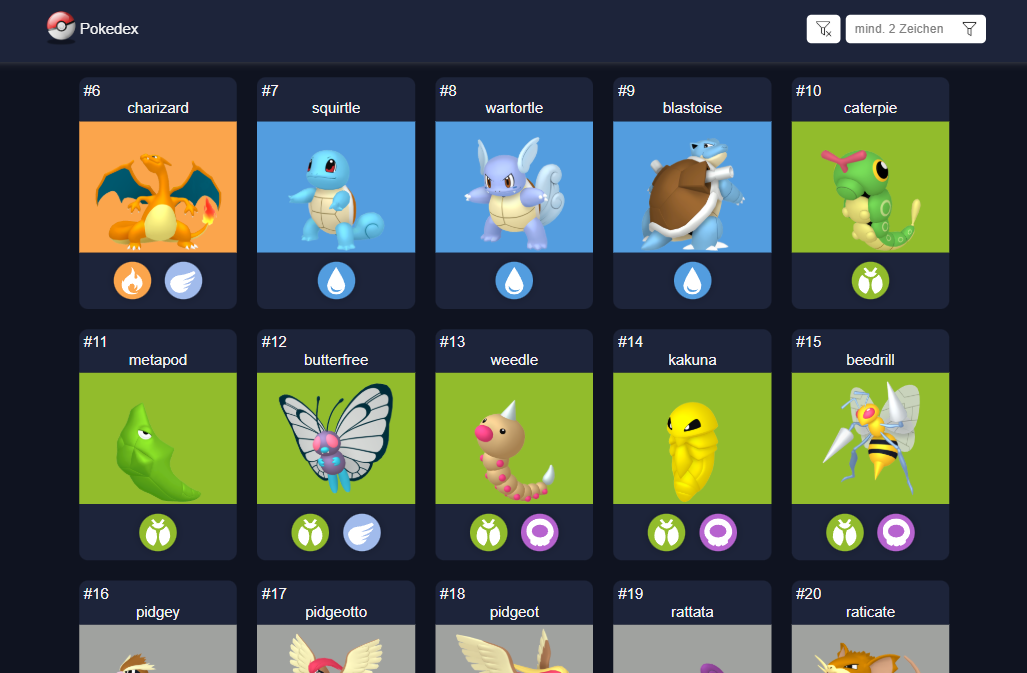 Pokedex
mind. 2 Zeichen
#6
charizard
#7
squirtle
#8
wartortle
#9
blastoise
#10
caterpie
#11
metapod
#12
butterfree
#13
weedle
#14
kakuna
#15
beedrill
#16
pidgey
#17
pidgeotto
#18
pidgeot
#19
rattata
#20
raticate